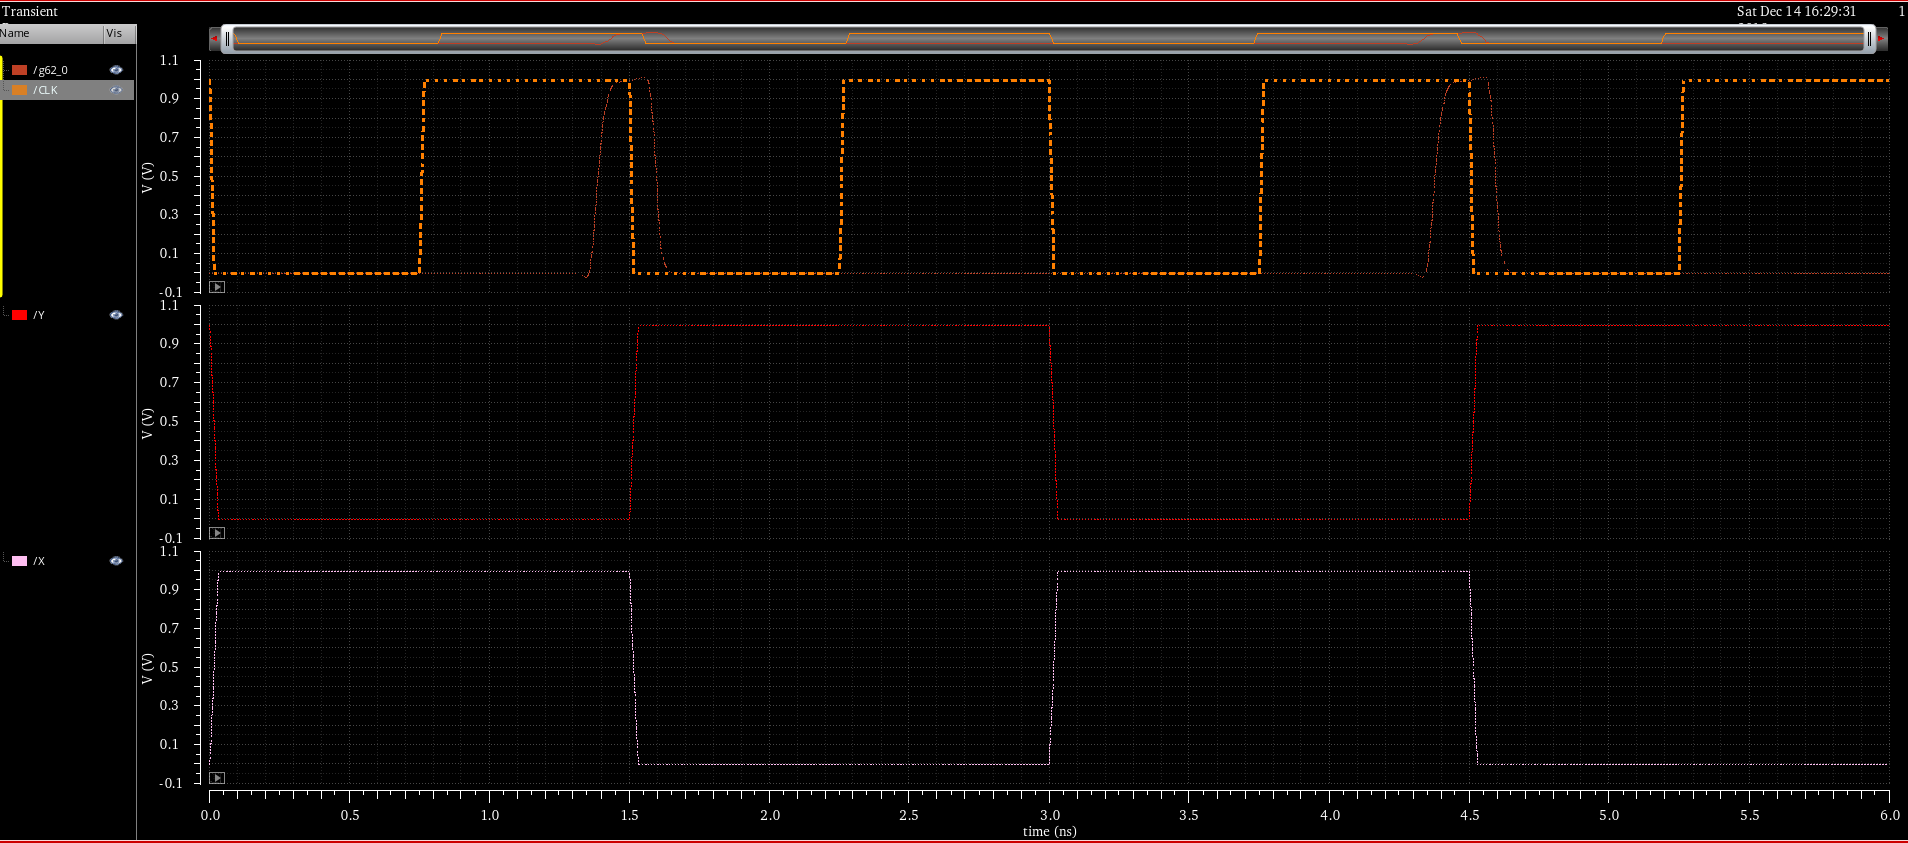 Transient
Sat Dec 14 16:29:31 1
Name Vis
/g62_0
/CLK
/Y
/X
1.1
0.9
0.7
0.5
0.3
0.1
-0.1
V (V)
1.1
0.9
0.7
0.5
0.3
0.1
-0.1
V (V)
1.1
0.9
0.7
0.5
0.3
0.1
-0.1
V (V)
0.0 0.5 1.0 1.5 2.0 2.5 3.0 3.5 4.0 4.5 5.0 5.5 6.0
time (ns)